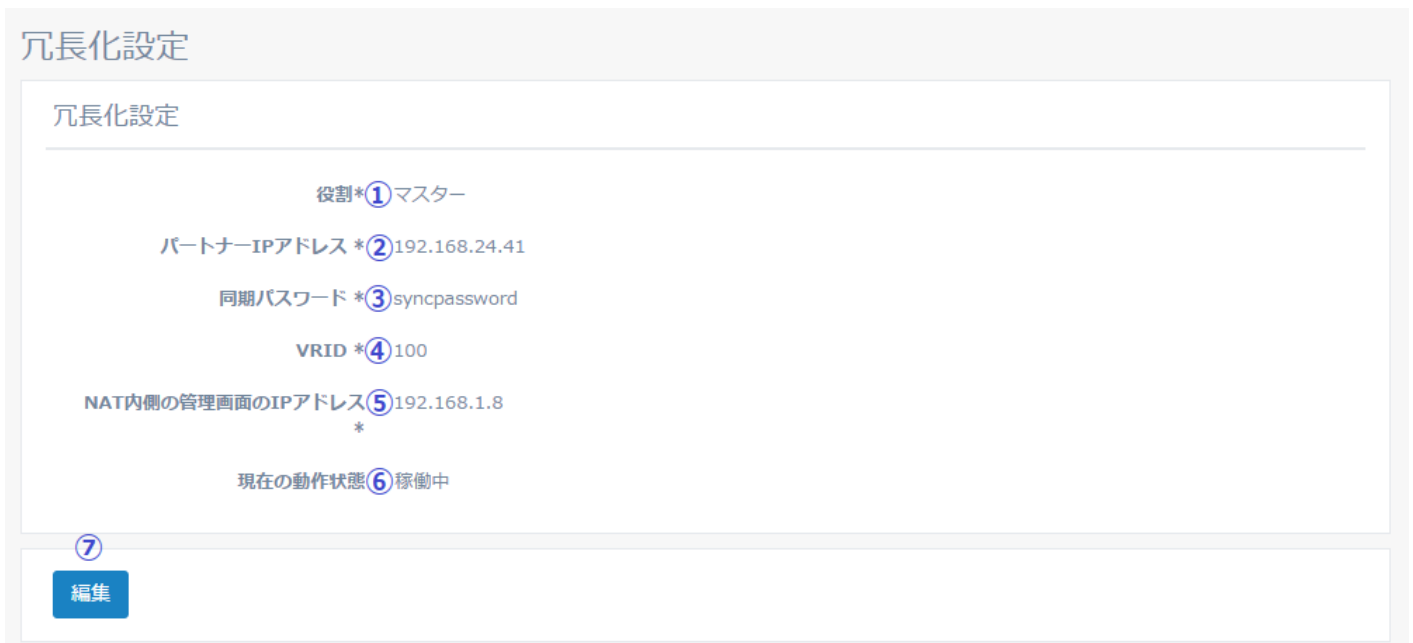 冗長化設定
冗長化設定
役割*①マスター
パートナーIPアドレス *②192.168.24.41
同期パスワード *③syncpassword
VRID *④100
NAT内側の管理画面のIPアドレス⑤192.168.1.8
*
現在の動作状態⑥稼働中
⑦
編集